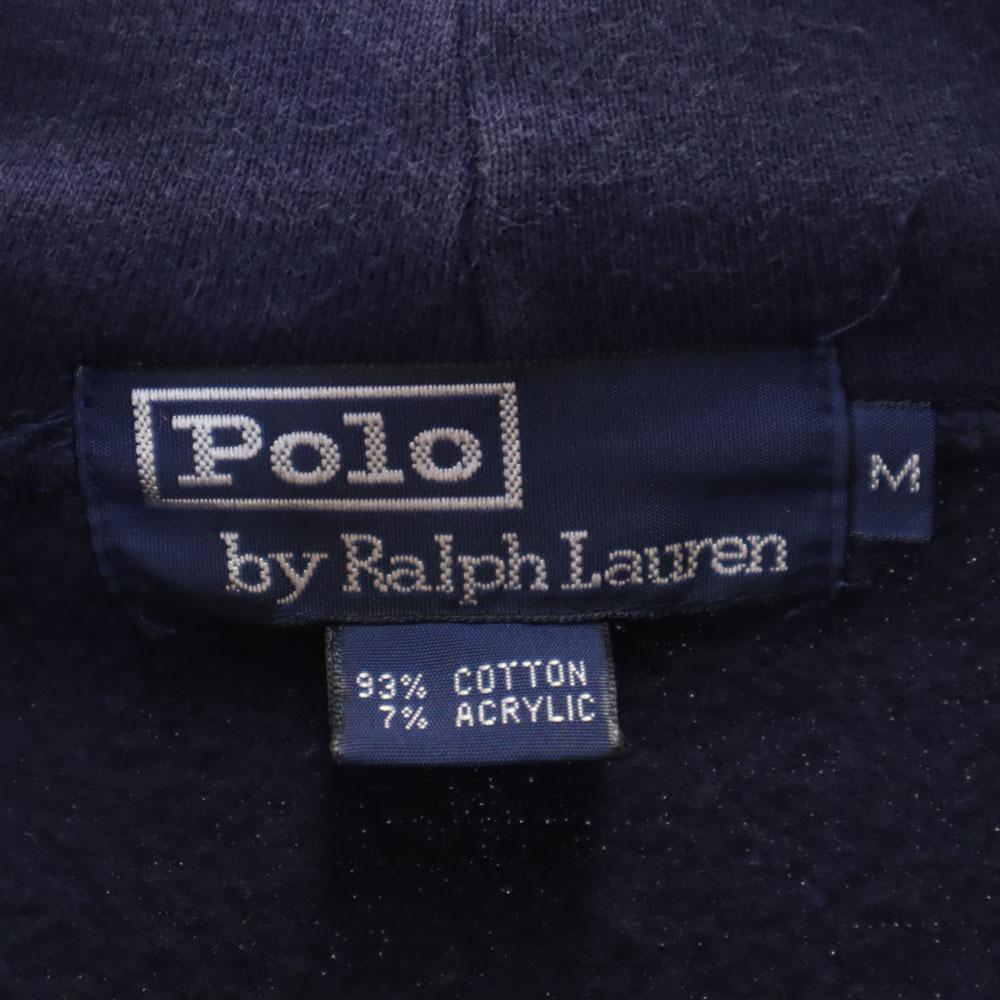 Polo
by Ralph Lauren
M
93% COTTON
7% ACRYLIC